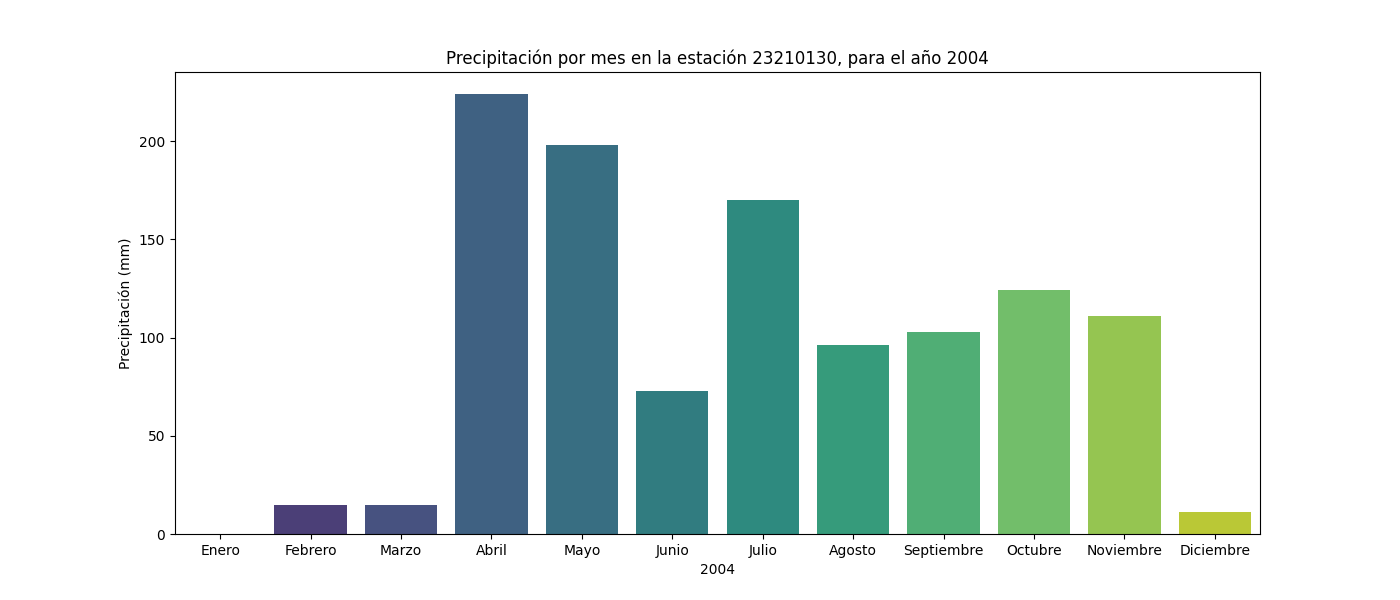 Precipitación por mes en la estación 23210130, para el año 2004
Precipitación (mm)
200
150
100
50
0
Enero Febrero Marzo Abril Mayo Junio Julio Agosto Septiembre Octubre Noviembre Diciembre
2004